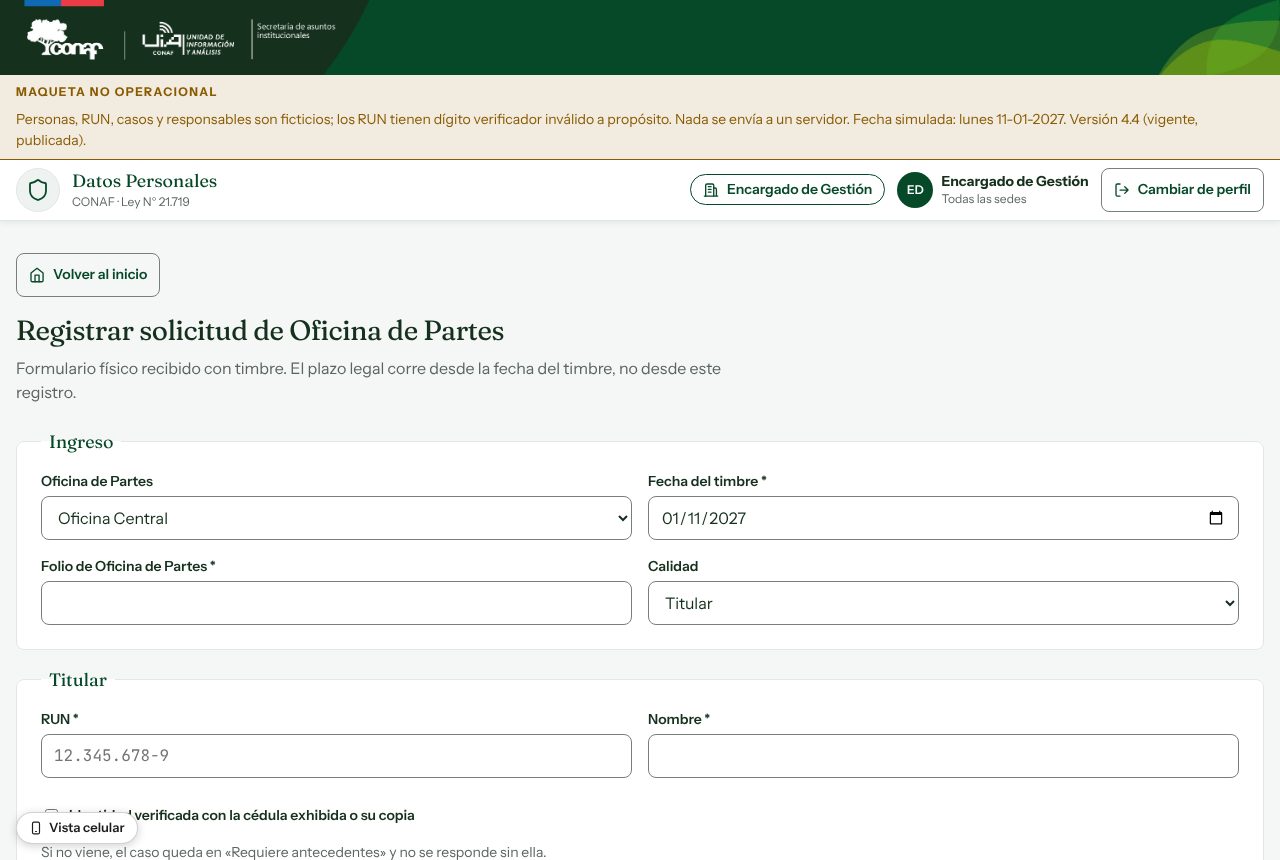 conaf
UiA
CONAF
UNIDAD DE
INFORMACIÓN
Y ANÁLISIS
Secretaría de asuntos
institucionales
MAQUETA NO OPERACIONAL
Personas, RUN, casos y responsables son ficticios; los RUN tienen dígito verificador inválido a propósito. Nada se envía a un servidor. Fecha simulada: lunes 11-01-2027. Versión 4.4 (vigente,
publicada).
Datos Personales
CONAF · Ley N° 21.719
Encargado de Gestión
ED
Encargado de Gestión
Todas las sedes
Cambiar de perfil
Volver al inicio
Registrar solicitud de Oficina de Partes
Formulario físico recibido con timbre. El plazo legal corre desde la fecha del timbre, no desde este
registro.
Ingreso
Oficina de Partes
Fecha del timbre *
Oficina Central
01/11/2027
Folio de Oficina de Partes *
Calidad
Titular
Titular
RUN *
Nombre *
12.345.678-9
verificada con la cédula exhibida o su copia
Vista celular
Si no viene, el caso queda en «Requiere antecedentes» y no se responde sin ella.